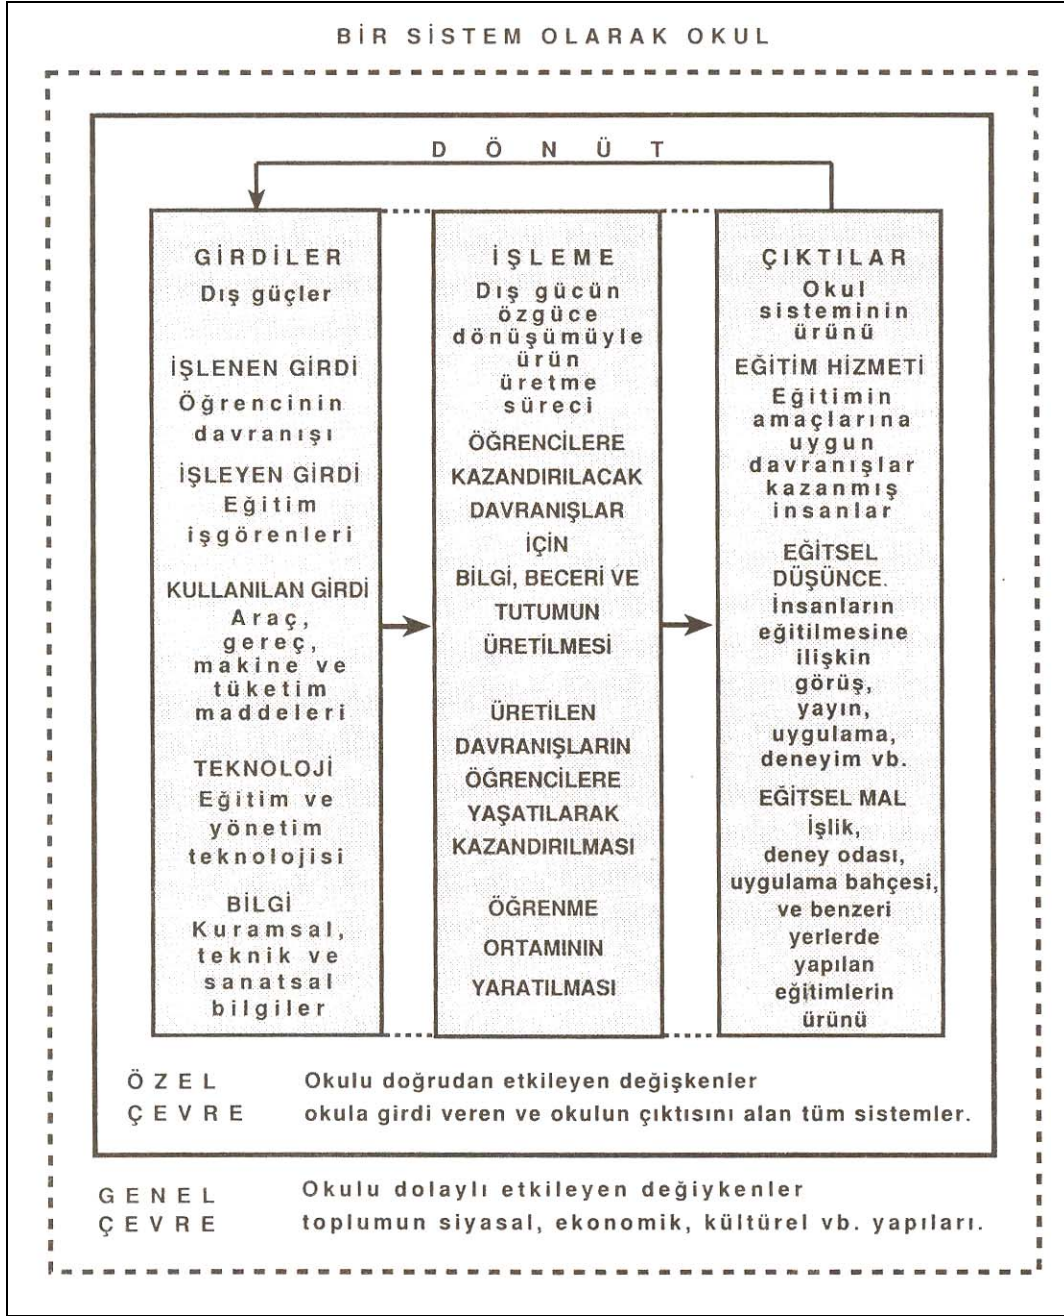 BİR SİSTEM OLARAK OKUL
DÖNÜT
GİRDİLER
Dış güçler
İŞLENEN GİRDİ
Öğrencinin
davranışı
İŞLEYEN GİRDİ
Eğitim
işgörenleri
KULLANILAN GİRDİ
Araç,
gereç,
makine ve
tüketim
maddeleri
TEKNOLOJİ
Eğitim ve
yönetim
teknolojisi
BİLGİ
Kuramsal,
teknik ve
sanatsal
bilgiler
İŞLEME
Dış gücün
özgüce
dönüşümüyle
ürün
üretme
süreci
ÖĞRENCİLERE
KAZANDIRILACAK
DAVRANIŞLAR
İÇİN
BİLGİ, BECERİ VE
TUTUMUN
ÜRETİLMESİ
ÜRETİLEN
DAVRANIŞLARIN
ÖĞRENCİLERE
YAŞATILARAK
KAZANDIRILMASI
ÖĞRENME
ORTAMININ
YARATILMASI
ÇIKTILAR
Okul
sisteminin
ürünü
EĞİTİM HİZMETİ
Eğitimin
amaçlarına
uygun
davranışlar
kazanmış
insanlar
EĞİTSEL
DÜŞÜNCE.
İnsanların
eğitilmesine
ilişkin
görüş,
yayın,
uygulama,
deneyim vb.
EĞİTSEL MAL
İşlik,
deney odası,
uygulama bahçesi,
ve benzeri
yerlerde
yapılan
eğitimlerin
ürünü
ÖZEL Okulu doğrudan etkileyen değişkenler
ÇEVRE okula girdi veren ve okulun çıktısını alan tüm sistemler.
GENEL Okulu dolaylı etkileyen değiykenler
ÇEVRE toplumun siyasal, ekonomik, kültürel vb. yapıları.